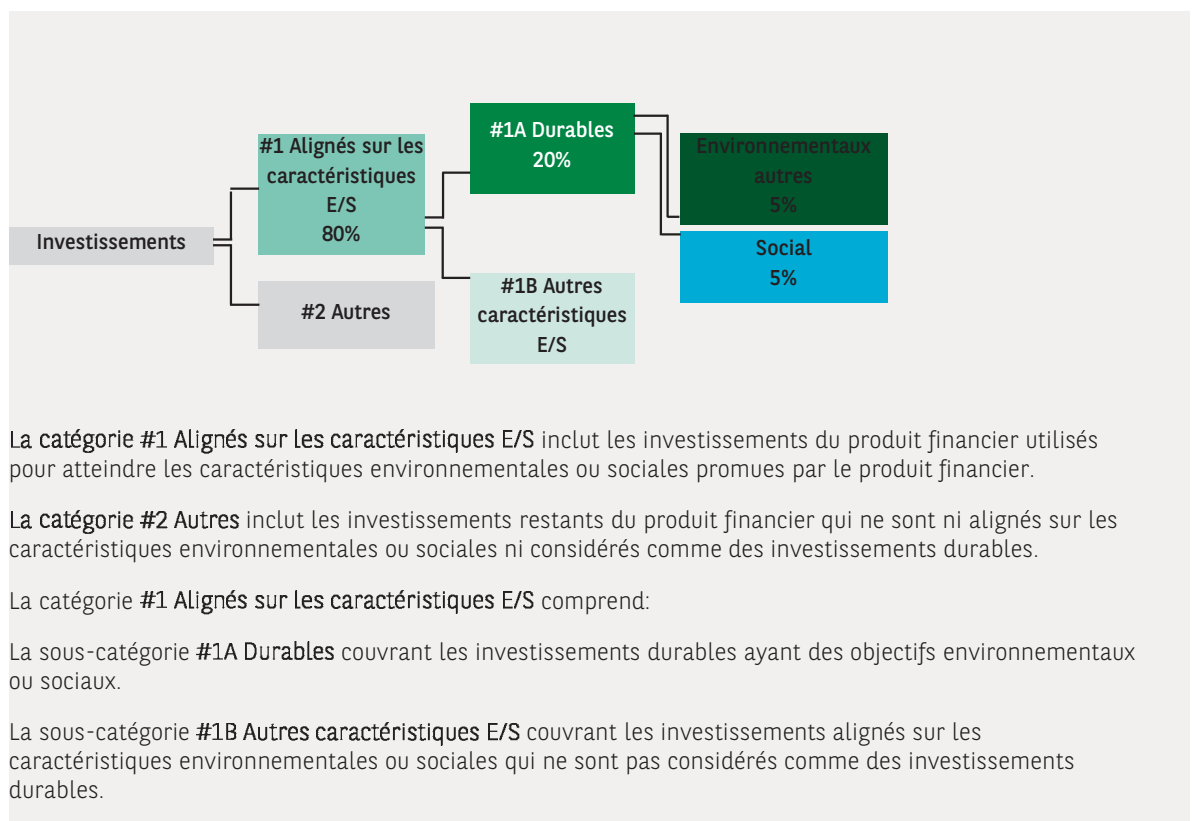 Investissements
#1 Alignés sur les
caractéristiques
E/S
80%
#2 Autres
#1A Durables
20%
#1B Autres
caractéristiques
E/S
Environnementaux
autres
5%
Social
5%
La catégorie #1 Alignés sur les caractéristiques E/S inclut les investissements du produit financier utilisés
pour atteindre les caractéristiques environnementales ou sociales promues par le produit financier.
La catégorie #2 Autres inclut les investissements restants du produit financier qui ne sont ni alignés sur les
caractéristiques environnementales ou sociales ni considérés comme des investissements durables.
La catégorie #1 Alignés sur les caractéristiques E/S comprend:
La sous-catégorie #1A Durables couvrant les investissements durables ayant des objectifs environnementaux
ou sociaux.
La sous-catégorie #1B Autres caractéristiques E/S couvrant les investissements alignés sur les
caractéristiques environnementales ou sociales qui ne sont pas considérés comme des investissements
durables.